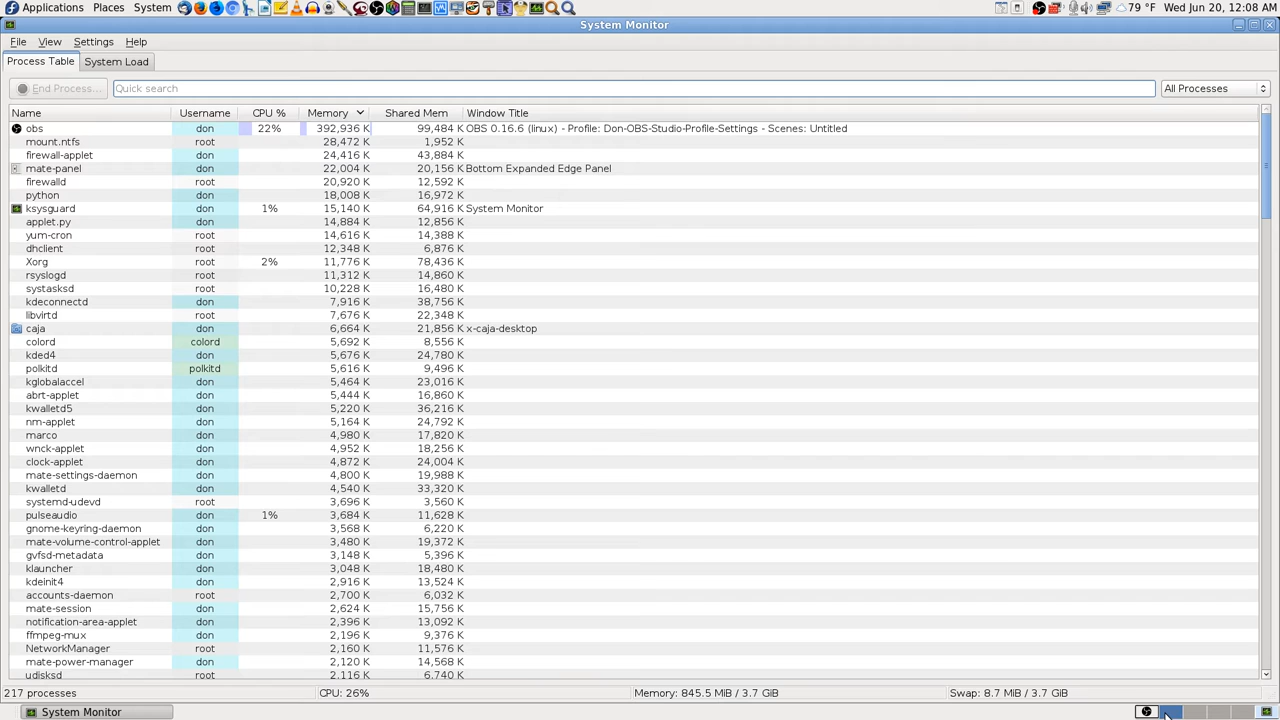 Applications Places System 79 °F Wed Jun 20, 12:08 AM
System Monitor
File View Settings Help
Process Table System Load
End Process... Quick search All Processes
Name Username CPU % Memory Shared Mem Window Title
obs don 22% 392,936 K 99,484 K OBS 0.16.6 (linux) - Profile: Don-OBS-Studio-Profile-Settings - Scenes: Untitled
mount.ntfs root 28,472 K 1,952 K
firewall-applet don 24,416 K 43,884 K
mate-panel don 22,004 K 20,156 K Bottom Expanded Edge Panel
firewalld root 20,920 K 12,592 K
python don 18,008 K 16,972 K
ksysguard don 1% 15,140 K 64,916 K System Monitor
applet.py don 14,884 K 12,856 K
yum-cron root 14,616 K 14,388 K
dhclient root 12,348 K 6,876 K
Xorg root 2% 11,776 K 78,436 K
rsyslogd root 11,312 K 14,860 K
systasksd root 10,228 K 16,480 K
kdeconnectd don 7,916 K 38,756 K
libvirtd root 7,676 K 22,348 K
caja don 6,664 K 21,856 K x-caja-desktop
colord colord 5,692 K 8,556 K
kded4 don 5,676 K 24,780 K
polkitd polkitd 5,616 K 9,496 K
kglobalaccel don 5,464 K 23,016 K
abrt-applet don 5,444 K 16,860 K
kwalletd5 don 5,220 K 36,216 K
nm-applet don 5,164 K 24,792 K
marco don 4,980 K 17,820 K
wnck-applet don 4,952 K 18,256 K
clock-applet don 4,872 K 24,004 K
mate-settings-daemon don 4,800 K 19,988 K
kwalletd don 4,540 K 33,320 K
systemd-udevd root 3,696 K 3,560 K
pulseaudio don 1% 3,684 K 11,628 K
gnome-keyring-daemon don 3,568 K 6,220 K
mate-volume-control-applet don 3,480 K 19,372 K
gvfsd-metadata don 3,148 K 5,396 K
klauncher don 3,048 K 18,480 K
kdeinit4 don 2,916 K 13,524 K
accounts-daemon root 2,700 K 6,032 K
mate-session don 2,624 K 15,756 K
notification-area-applet don 2,396 K 13,092 K
ffmpeg-mux don 2,196 K 9,376 K
NetworkManager root 2,160 K 11,576 K
mate-power-manager don 2,120 K 14,568 K
udisksd root 2,116 K 6,740 K
217 processes CPU: 26% Memory: 845.5 MiB / 3.7 GiB Swap: 8.7 MiB / 3.7 GiB
System Monitor